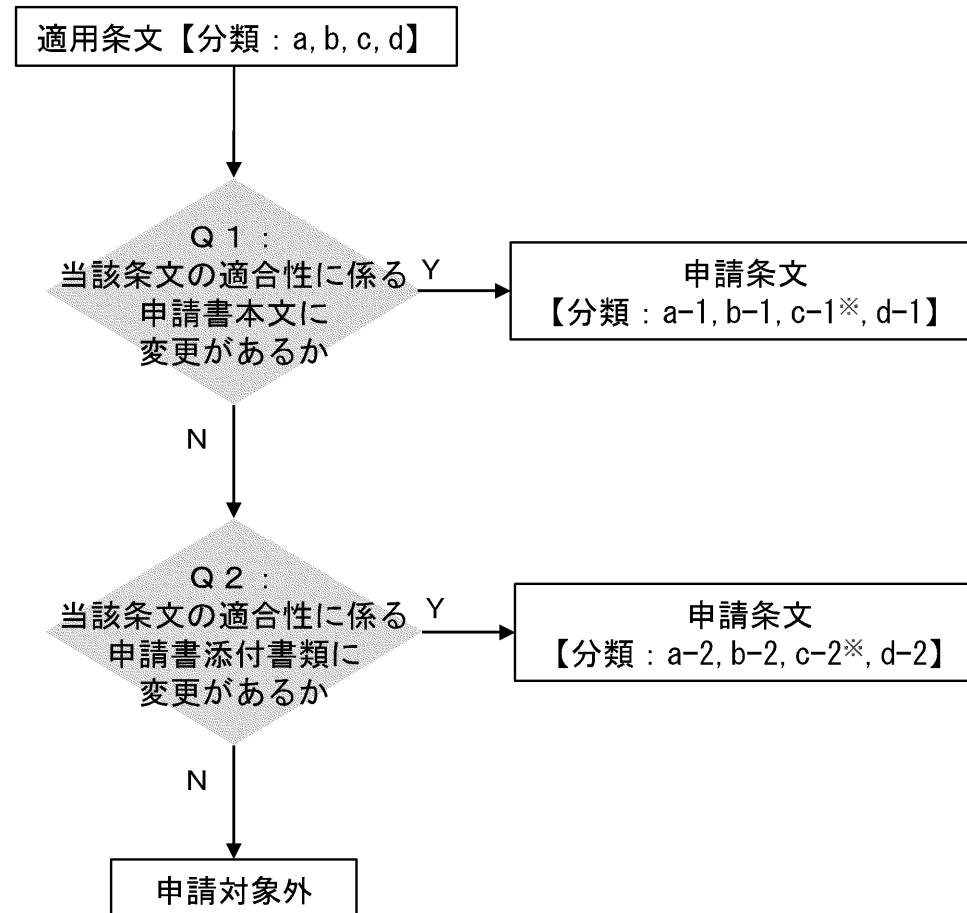 適用条文【分類：a,b,c,d】
Ｑ１：
当該条文の適合性に係る
申請書本文に
変更があるか
Ｙ
申請条文
【分類：a-1,b-1,c-1※,d-1】
Ｎ
Ｑ２：
当該条文の適合性に係る
申請書添付書類に
変更があるか
Ｙ
申請条文
【分類：a-2,b-2,c-2※,d-2】
Ｎ
申請対象外